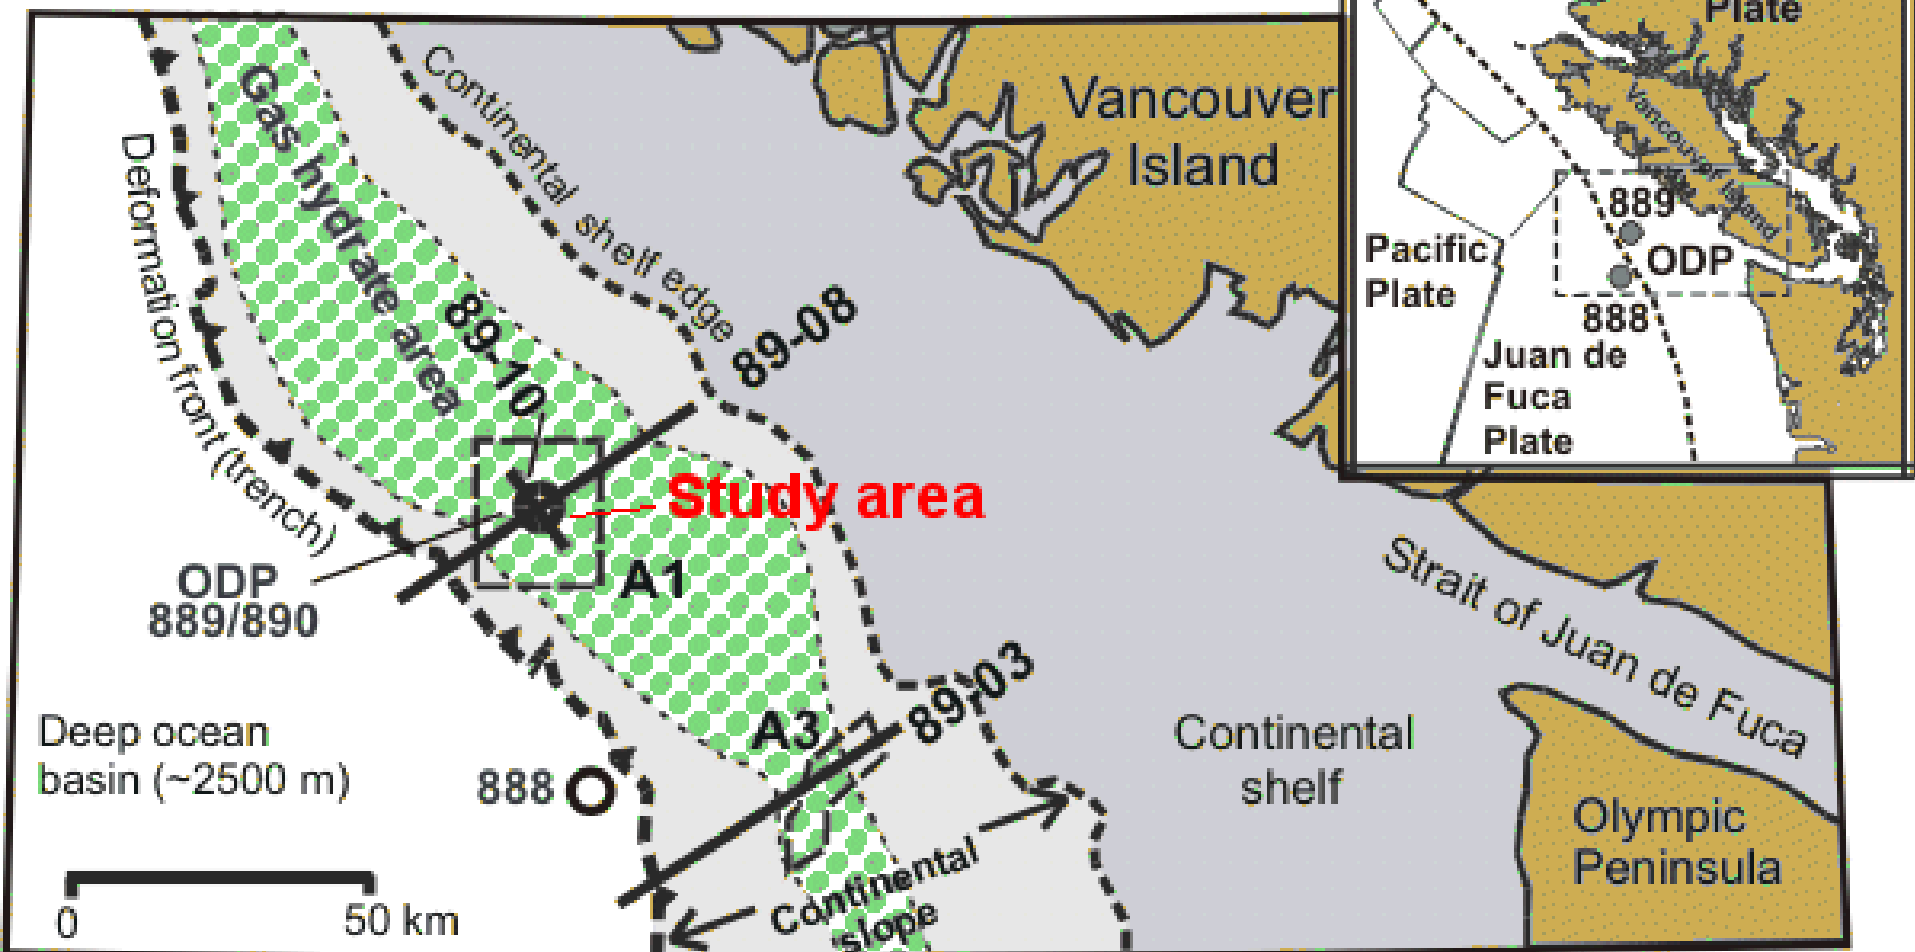 Plate
Vancouver Island
889
ODP
888
Pacific
Plate
Juan de
Fuca
Plate
Continental shelf edge
Vancouver
Island
Gas hydrate area
Deformation front (trench)
89-10
89-08
Study area
ODP
889/890
A1
Strait of Juan de Fuca
89-03
A3
Deep ocean
basin (~2500 m)
888
Continental
shelf
Olympic
Peninsula
Continental
slope
0
50 km